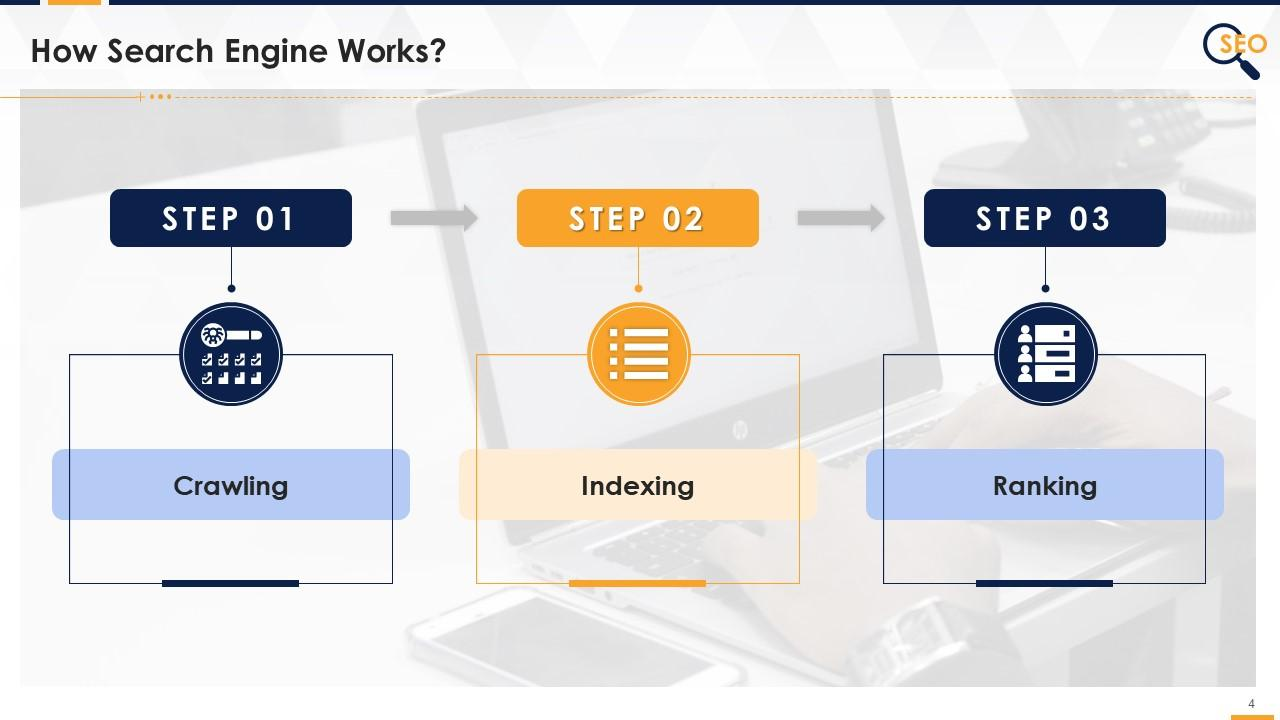 How Search Engine Works?
SEO
STEP 01
STEP 02
STEP 03
Crawling
Indexing
Ranking
4